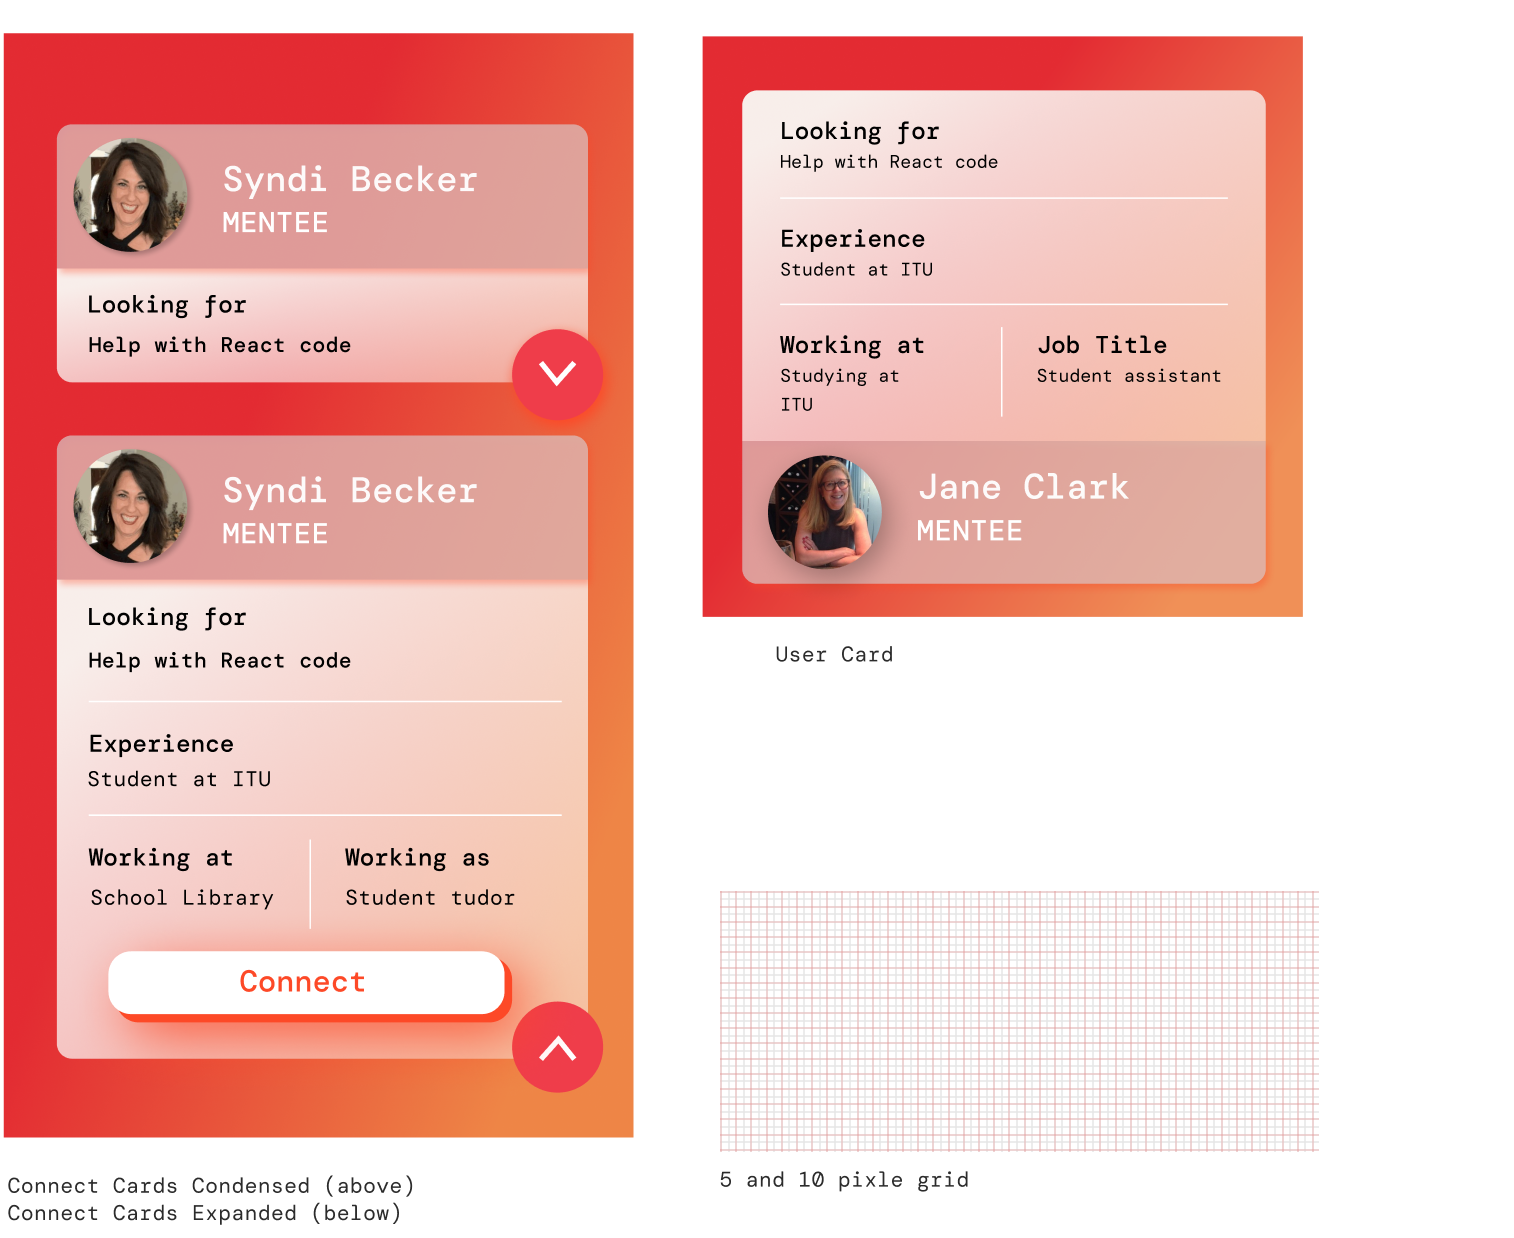 Syndi Becker
MENTEE
Looking for
Help with React code
Syndi Becker
MENTEE
Looking for
Help with React code
Experience
Student at ITU
Working at
School Library
Working as
Student tudor
Connect
Connect Cards Condensed (above)
Connect Cards Expanded (below)
Looking for
Help with React code
Experience
Student at ITU
Working at
Studying at
ITU
Job Title
Student assistant
Jane Clark
MENTEE
User Card
5 and 10 pixle grid